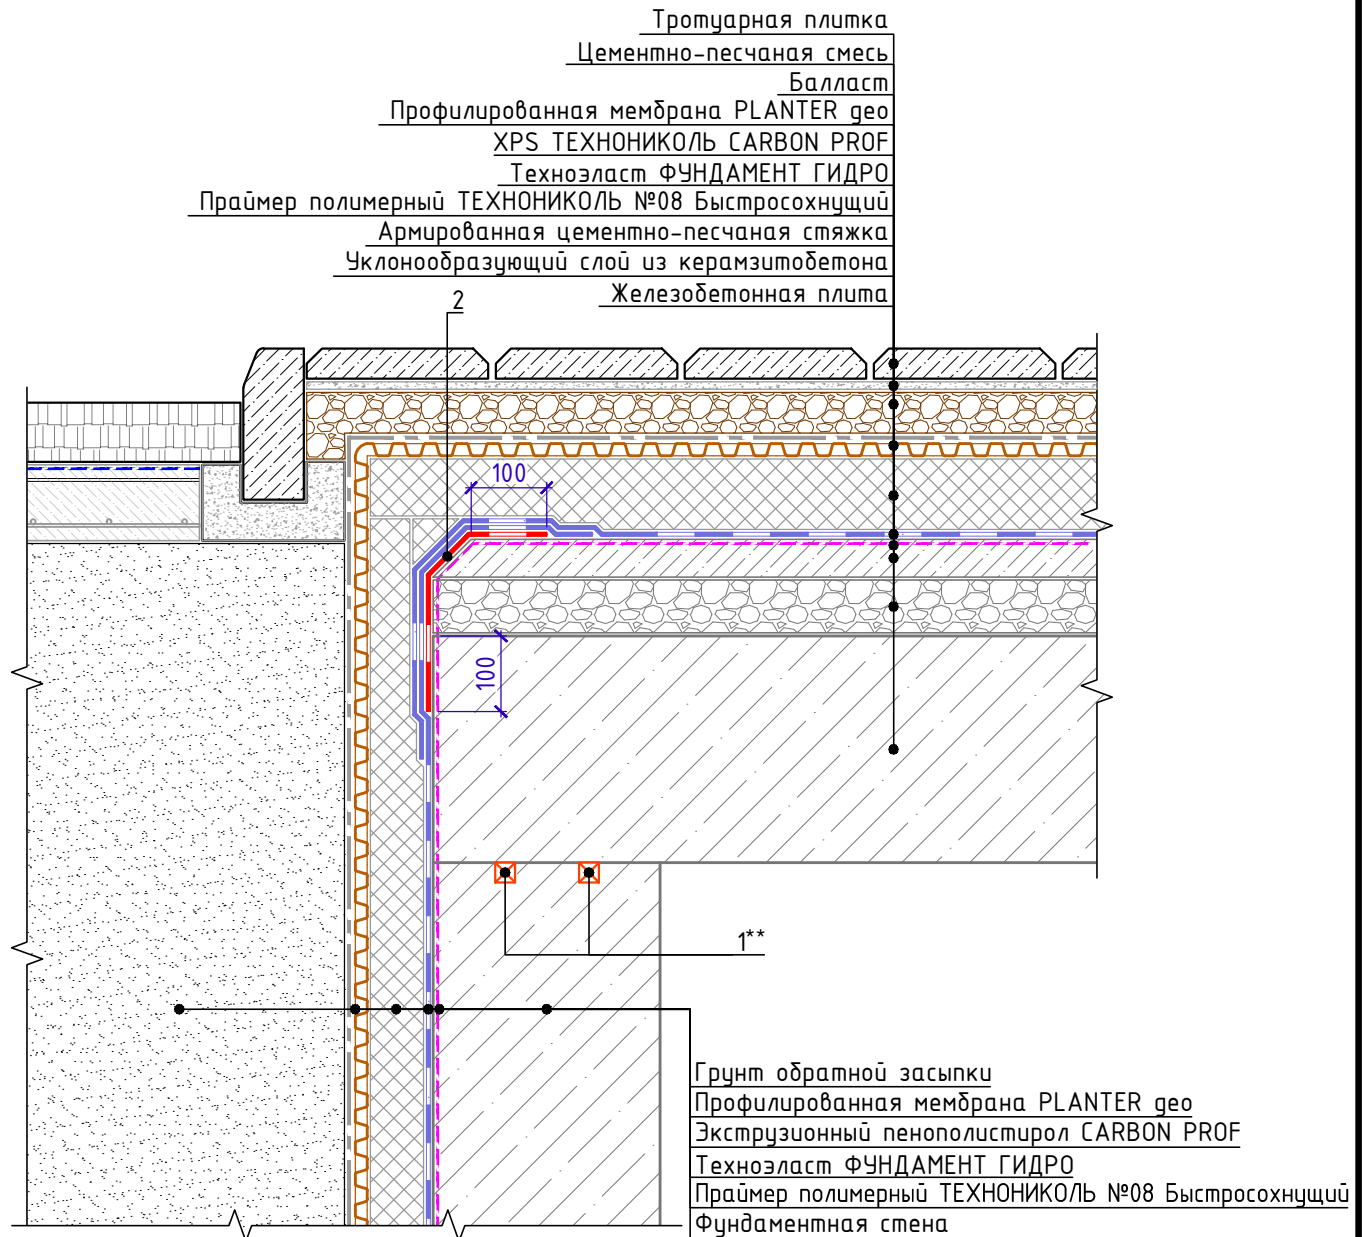 Тротуарная плитка
Цементно-песчаная смесь
Балласт
Профилированная мембрана PLANTER geo
XPS ТЕХНОНИКОЛЬ CARBON PROF
Техноэласт ФУНДАМЕНТ ГИДРО
Праймер полимерный ТЕХНОНИКОЛЬ №08 Быстросохнущий
Армированная цементно-песчаная стяжка
Уклонообразующий слой из керамзитобетона
Железобетонная плита
2
100
100
1**
Грунт обратной засыпки
Профилированная мембрана PLANTER geo
Экструзионный пенополистирол CARBON PROF
Техноэласт ФУНДАМЕНТ ГИДРО
Праймер полимерный ТЕХНОНИКОЛЬ №08 Быстросохнущий
Фундаментная стена